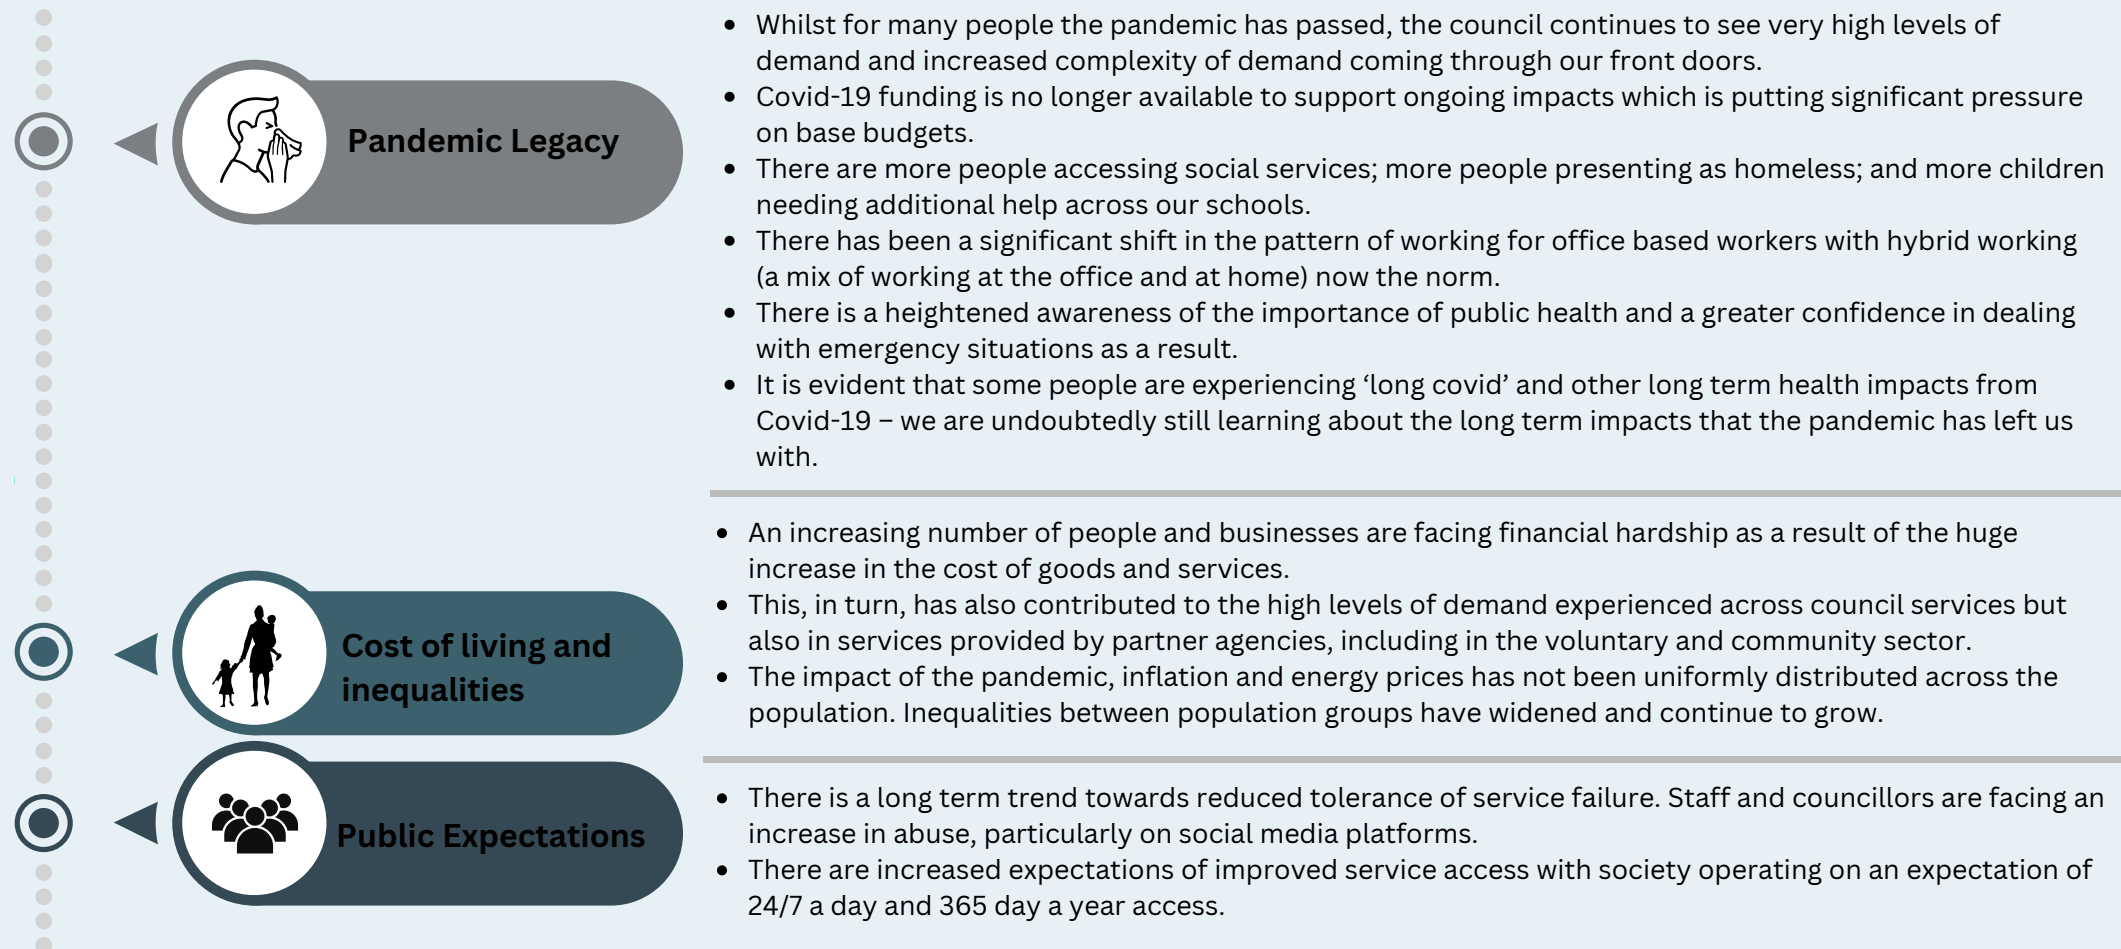 Pandemic Legacy
• Whilst for many people the pandemic has passed, the council continues to see very high levels of
demand and increased complexity of demand coming through our front doors.
• Covid-19 funding is no longer available to support ongoing impacts which is putting significant pressure
on base budgets.
• There are more people accessing social services; more people presenting as homeless; and more children
needing additional help across our schools.
• There has been a significant shift in the pattern of working for office based workers with hybrid working
(a mix of working at the office and at home) now the norm.
• There is a heightened awareness of the importance of public health and a greater confidence in dealing
with emergency situations as a result.
• It is evident that some people are experiencing ‘long covid’ and other long term health impacts from
Covid-19 – we are undoubtedly still learning about the long term impacts that the pandemic has left us
with.
Cost of living and
inequalities
• An increasing number of people and businesses are facing financial hardship as a result of the huge
increase in the cost of goods and services.
• This, in turn, has also contributed to the high levels of demand experienced across council services but
also in services provided by partner agencies, including in the voluntary and community sector.
• The impact of the pandemic, inflation and energy prices has not been uniformly distributed across the
population. Inequalities between population groups have widened and continue to grow.
Public Expectations
• There is a long term trend towards reduced tolerance of service failure. Staff and councillors are facing an
increase in abuse, particularly on social media platforms.
• There are increased expectations of improved service access with society operating on an expectation of
24/7 a day and 365 day a year access.